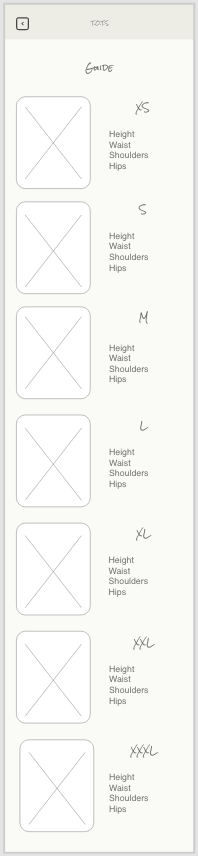 TOTS
GUIDE
XS
Height
Waist
Shoulders
Hips
S
Height
Waist
Shoulders
Hips
M
Height
Waist
Shoulders
Hips
L
Height
Waist
Shoulders
Hips
XL
Height
Waist
Shoulders
Hips
XXL
Height
Waist
Shoulders
Hips
XXXL
Height
Waist
Shoulders
Hips